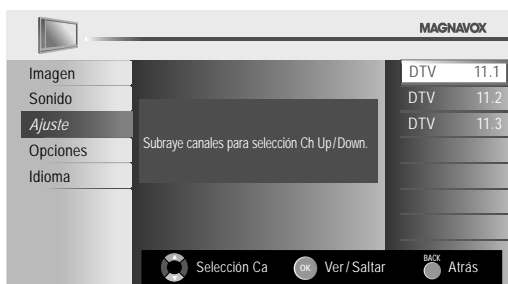 MAGNAVOX
Imagen
Sonido
Ajuste
Opciones
Idioma
Subraye canales para selección Ch Up/Down.
DTV 11.1
DTV 11.2
DTV 11.3
Selección Ca
OK Ver/Saltar
BACK Atrás